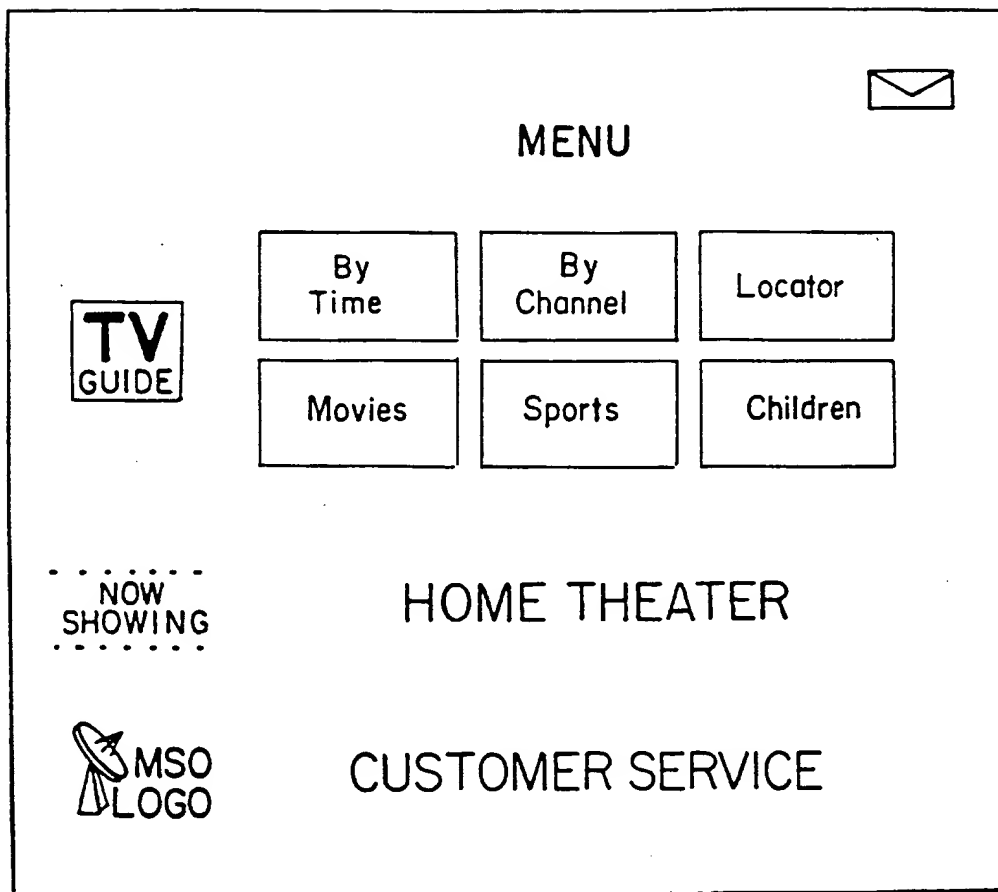 MENU
By
Time
By
Channel
Locator
TV
GUIDE
Movies
Sports
Children
NOW
SHOWING
HOME THEATER
MSO
LOGO
CUSTOMER SERVICE